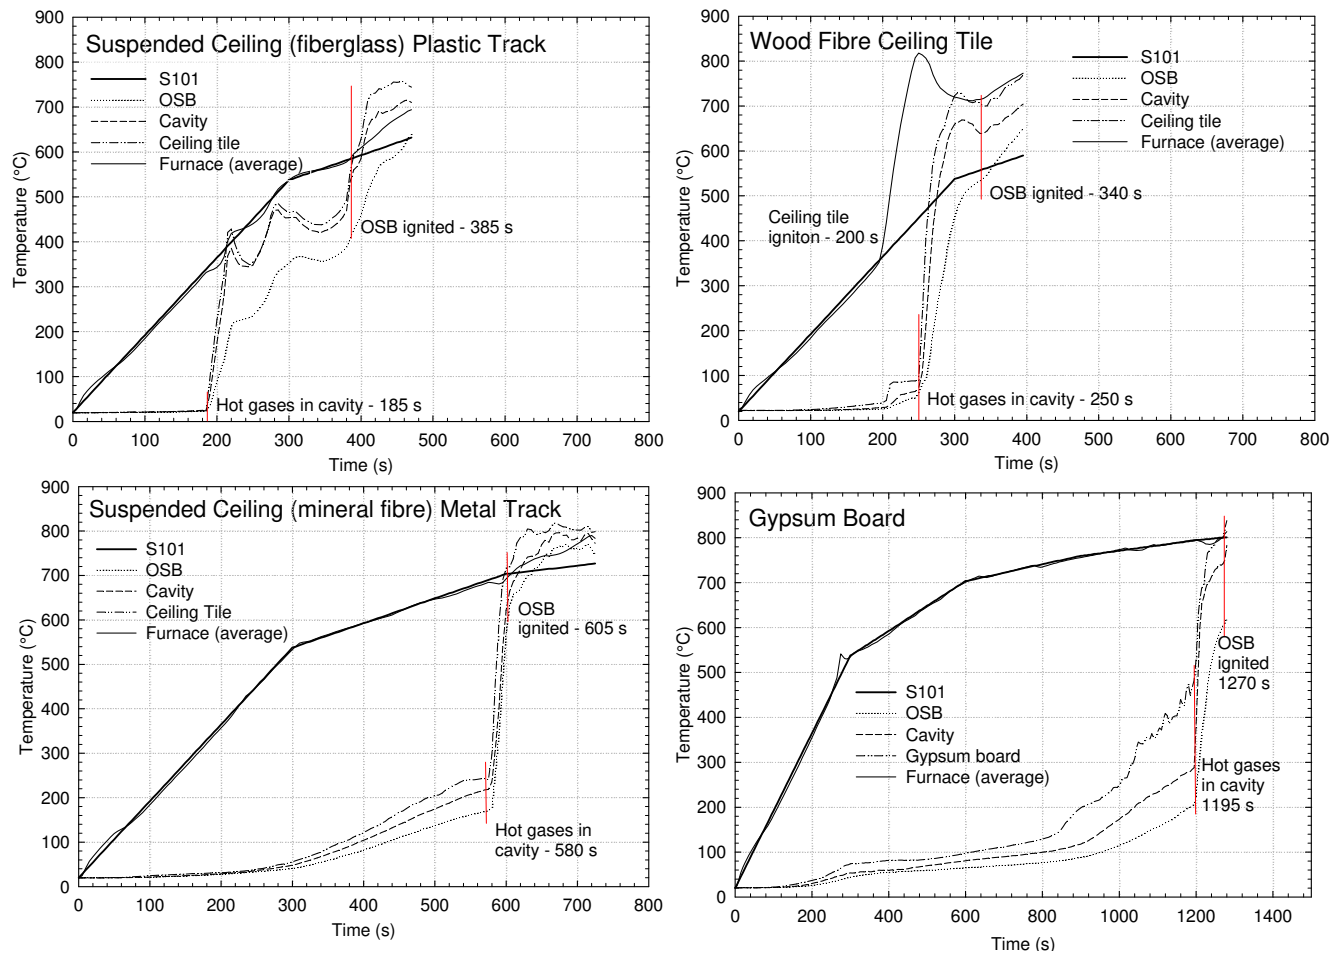 Suspended Ceiling (fiberglass) Plastic Track
S101
OSB
Cavity
Ceiling tile
Furnace (average)
OSB ignited - 385 s
Hot gases in cavity - 185 s
Temperature (°C)
900
800
700
600
500
400
300
200
100
0
0 100 200 300 400 500 600 700 800
Time (s)
Wood Fibre Ceiling Tile
S101
OSB
Cavity
Ceiling tile
Furnace (average)
Ceiling tile
igniton - 200 s
OSB ignited - 340 s
Hot gases in cavity - 250 s
Temperature (°C)
900
800
700
600
500
400
300
200
100
0
0 100 200 300 400 500 600 700 800
Time (s)
Suspended Ceiling (mineral fibre) Metal Track
S101
OSB
Cavity
Ceiling Tile
Furnace (average)
OSB
ignited - 605 s
Hot gases in
cavity - 580 s
Temperature (°C)
900
800
700
600
500
400
300
200
100
0
0 100 200 300 400 500 600 700 800
Time (s)
Gypsum Board
S101
OSB
Cavity
Gypsum board
Furnace (average)
OSB
ignited
1270 s
Hot gases
in cavity
1195 s
Temperature (°C)
900
800
700
600
500
400
300
200
100
0
0 200 400 600 800 1000 1200 1400
Time (s)